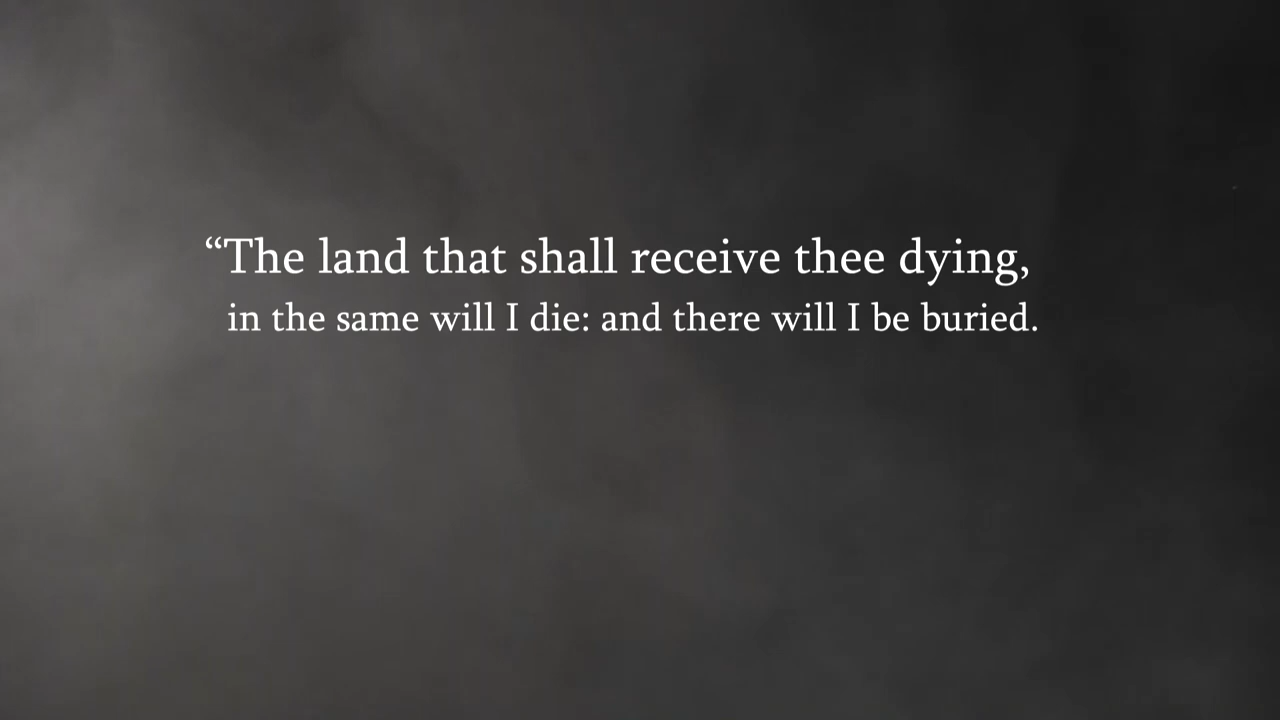 “The land that shall receive thee dying,
in the same will I die: and there will I be buried.